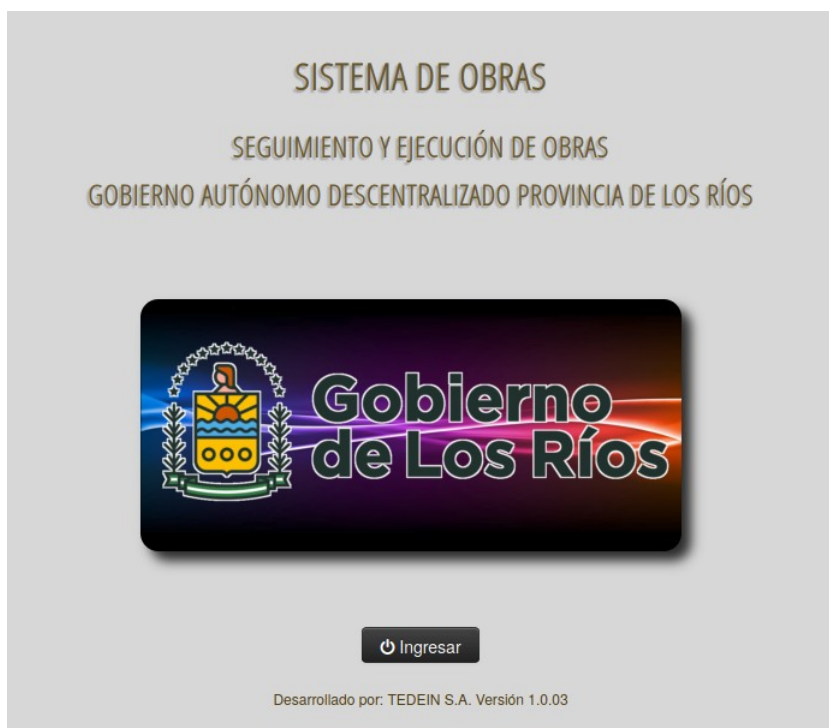 SISTEMA DE OBRAS
SEGUIMIENTO Y EJECUCIÓN DE OBRAS
GOBIERNO AUTÓNOMO DESCENTRALIZADO PROVINCIA DE LOS RÍOS
Gobierno
de Los Ríos
Ingresar
Desarrollado por: TEDEIN S.A. Versión 1.0.03